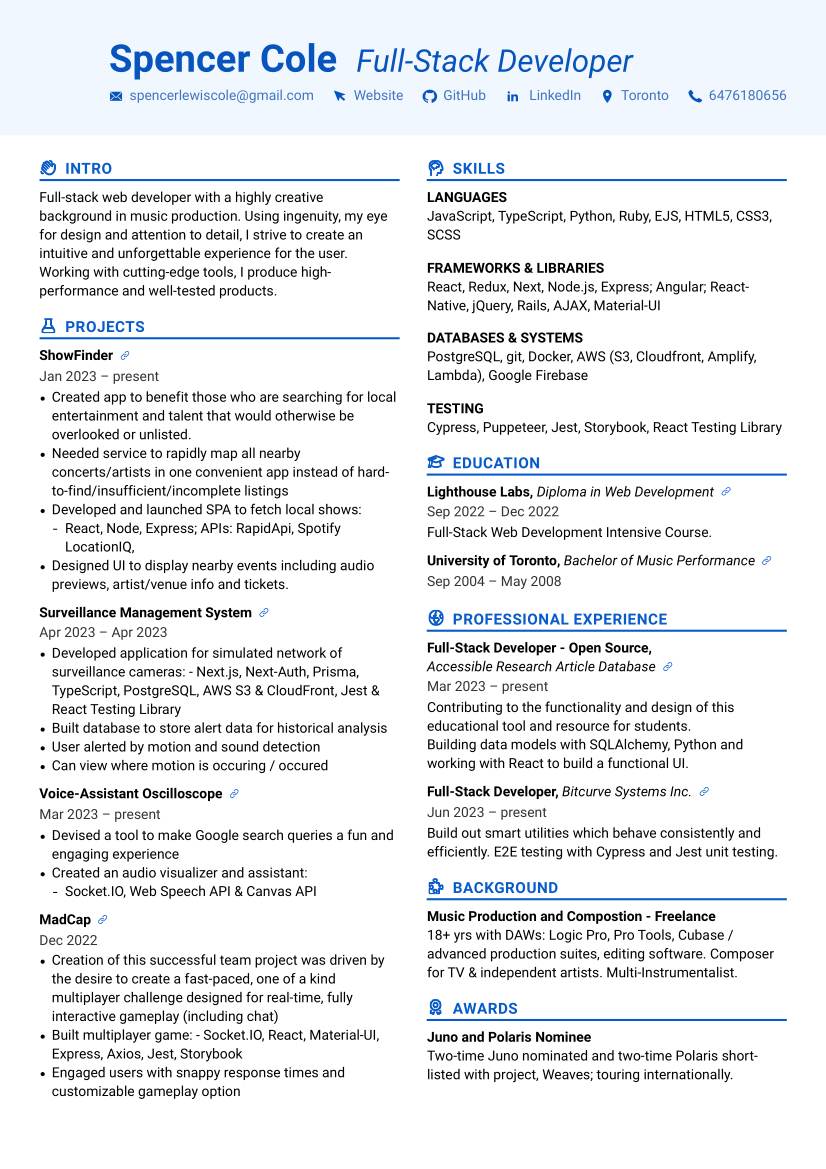 Spencer Cole Full-Stack Developer
spencerlewiscole@gmail.com Website GitHub LinkedIn Toronto 6476180656
INTRO
Full-stack web developer with a highly creative
background in music production. Using ingenuity, my eye
for design and attention to detail, I strive to create an
intuitive and unforgettable experience for the user.
Working with cutting-edge tools, I produce high-
performance and well-tested products.
PROJECTS
ShowFinder
Jan 2023 – present
• Created app to benefit those who are searching for local
entertainment and talent that would otherwise be
overlooked or unlisted.
• Needed service to rapidly map all nearby
concerts/artists in one convenient app instead of hard-
to-find/insufficient/incomplete listings
• Developed and launched SPA to fetch local shows:
- React, Node, Express; APIs: RapidApi, Spotify
LocationIQ,
• Designed UI to display nearby events including audio
previews, artist/venue info and tickets.
Surveillance Management System
Apr 2023 – Apr 2023
• Developed application for simulated network of
surveillance cameras: - Next.js, Next-Auth, Prisma,
TypeScript, PostgreSQL, AWS S3 & CloudFront, Jest &
React Testing Library
• Built database to store alert data for historical analysis
• User alerted by motion and sound detection
• Can view where motion is occuring / occured
Voice-Assistant Oscilloscope
Mar 2023 – present
• Devised a tool to make Google search queries a fun and
engaging experience
• Created an audio visualizer and assistant:
- Socket.IO, Web Speech API & Canvas API
MadCap
Dec 2022
• Creation of this successful team project was driven by
the desire to create a fast-paced, one of a kind
multiplayer challenge designed for real-time, fully
interactive gameplay (including chat)
• Built multiplayer game: - Socket.IO, React, Material-UI,
Express, Axios, Jest, Storybook
• Engaged users with snappy response times and
customizable gameplay option
SKILLS
LANGUAGES
JavaScript, TypeScript, Python, Ruby, EJS, HTML5, CSS3,
SCSS
FRAMEWORKS & LIBRARIES
React, Redux, Next, Node.js, Express; Angular; React-
Native, jQuery, Rails, AJAX, Material-UI
DATABASES & SYSTEMS
PostgreSQL, git, Docker, AWS (S3, Cloudfront, Amplify,
Lambda), Google Firebase
TESTING
Cypress, Puppeteer, Jest, Storybook, React Testing Library
EDUCATION
Lighthouse Labs, Diploma in Web Development
Sep 2022 – Dec 2022
Full-Stack Web Development Intensive Course.
University of Toronto, Bachelor of Music Performance
Sep 2004 – May 2008
PROFESSIONAL EXPERIENCE
Full-Stack Developer - Open Source,
Accessible Research Article Database
Mar 2023 – present
Contributing to the functionality and design of this
educational tool and resource for students.
Building data models with SQLAlchemy, Python and
working with React to build a functional UI.
Full-Stack Developer, Bitcurve Systems Inc.
Jun 2023 – present
Build out smart utilities which behave consistently and
efficiently. E2E testing with Cypress and Jest unit testing.
BACKGROUND
Music Production and Compostion - Freelance
18+ yrs with DAWs: Logic Pro, Pro Tools, Cubase /
advanced production suites, editing software. Composer
for TV & independent artists. Multi-Instrumentalist.
AWARDS
Juno and Polaris Nominee
Two-time Juno nominated and two-time Polaris short-
listed with project, Weaves; touring internationally.